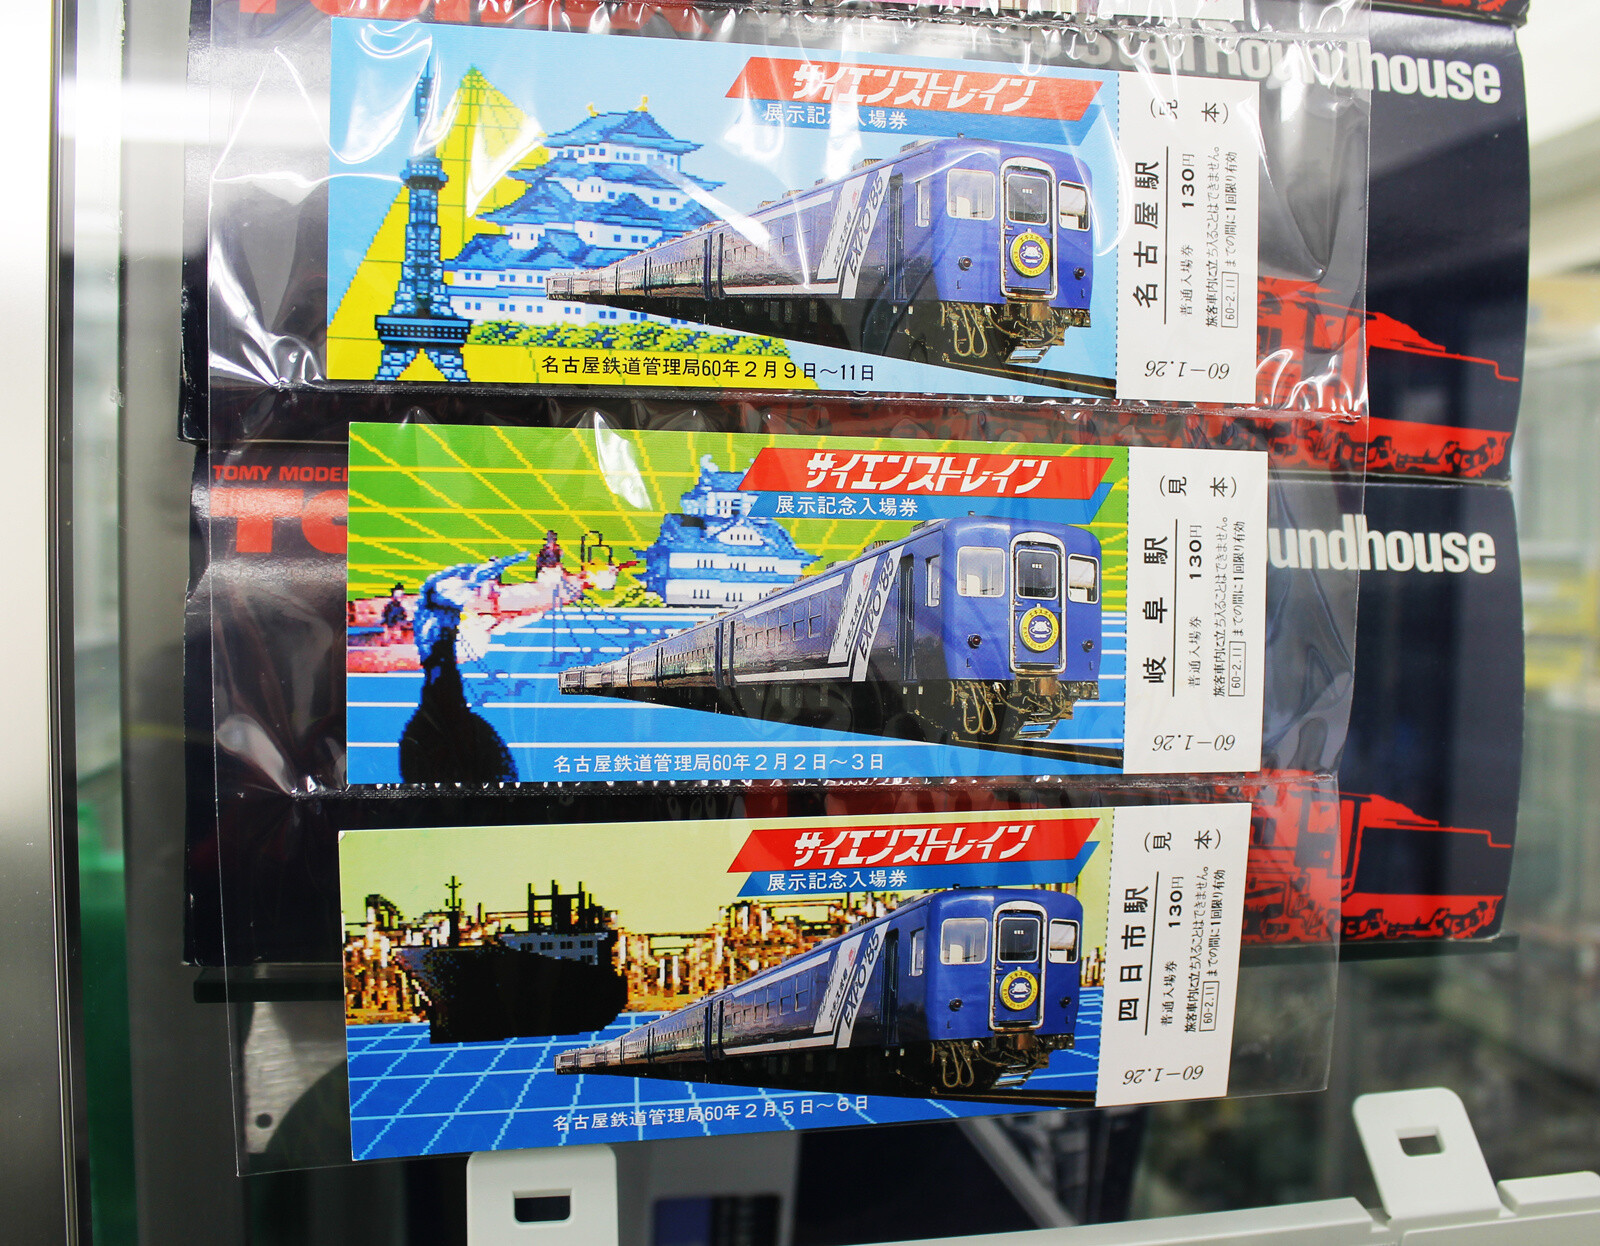 Roundhouse
サイエンストレイン
展示記念入場券
EXPO'85
名古屋鉄道管理局60年2月9日～11日
（見本）
名古屋駅
普通入場券 130円
旅客車内に立ち入ることはできません。
60-2.11 までの間に1回限り有効
60-1.26
TOMY MODEL
undhouse
サイエンストレイン
展示記念入場券
EXPO'85
名古屋鉄道管理局60年2月2日～3日
（見本）
岐阜駅
普通入場券 130円
旅客車内に立ち入ることはできません。
60-2.11 までの間に1回限り有効
60-1.26
サイエンストレイン
展示記念入場券
EXPO'85
名古屋鉄道管理局60年2月5日～6日
（見本）
四日市駅
普通入場券 130円
旅客車内に立ち入ることはできません。
60-2.11 までの間に1回限り有効
60-1.26